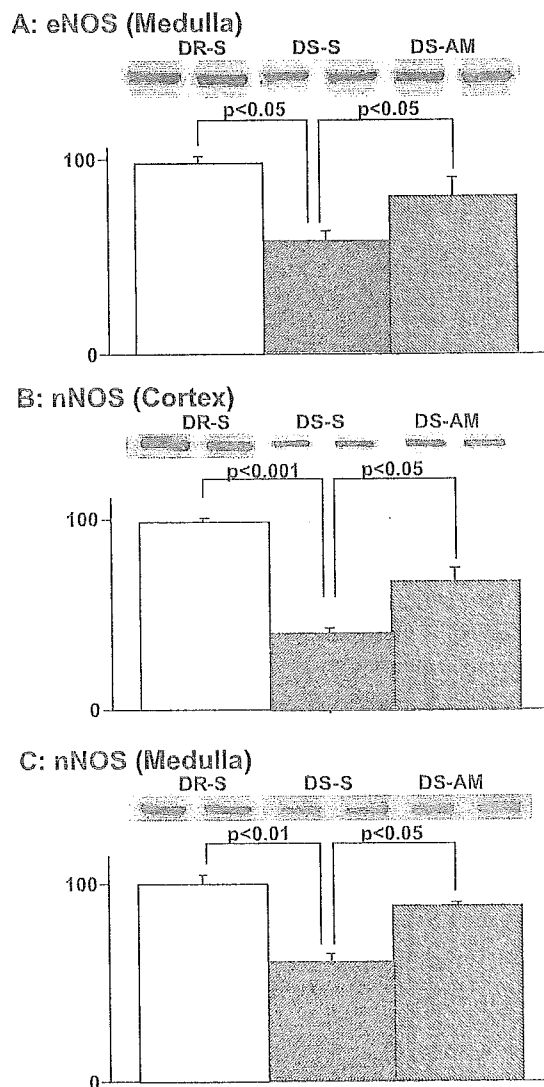 A: eNOS (Medulla)
DR-S DS-S DS-AM
p<0.05 p<0.05
100
0
B: nNOS (Cortex)
DR-S DS-S DS-AM
p<0.001 p<0.05
100
0
C: nNOS (Medulla)
DR-S DS-S DS-AM
p<0.01 p<0.05
100
0